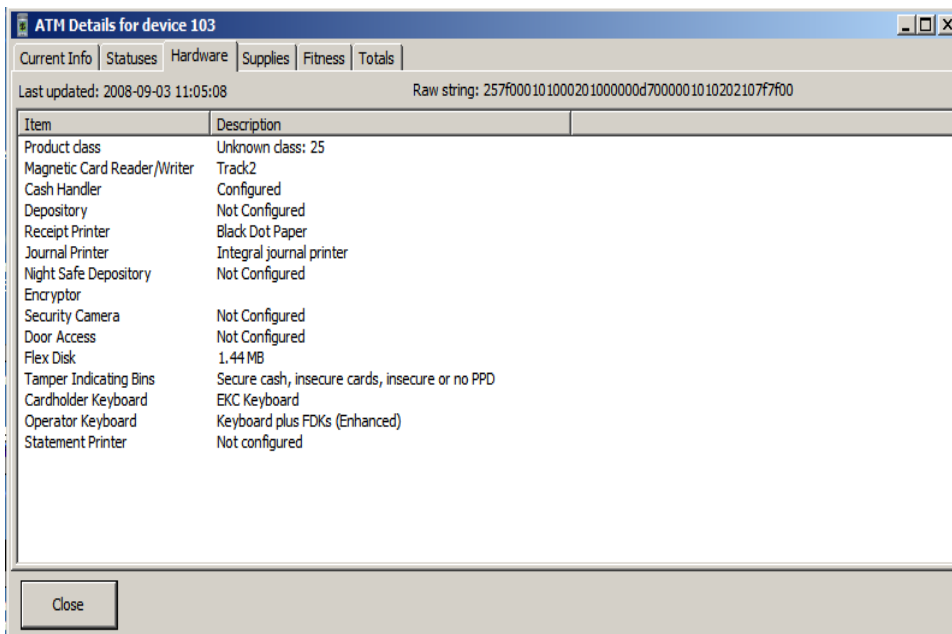 ATM Details for device 103
Current Info Statuses Hardware Supplies Fitness Totals
Last updated: 2008-09-03 11:05:08 Raw string: 257f000101000201000000d7000001010202107f7f00
Item Description
Product class Unknown class: 25
Magnetic Card Reader/Writer Track2
Cash Handler Configured
Depository Not Configured
Receipt Printer Black Dot Paper
Journal Printer Integral journal printer
Night Safe Depository Not Configured
Encryptor
Security Camera Not Configured
Door Access Not Configured
Flex Disk 1.44 MB
Tamper Indicating Bins Secure cash, insecure cards, insecure or no PPD
Cardholder Keyboard EKC Keyboard
Operator Keyboard Keyboard plus FDKs (Enhanced)
Statement Printer Not configured
Close